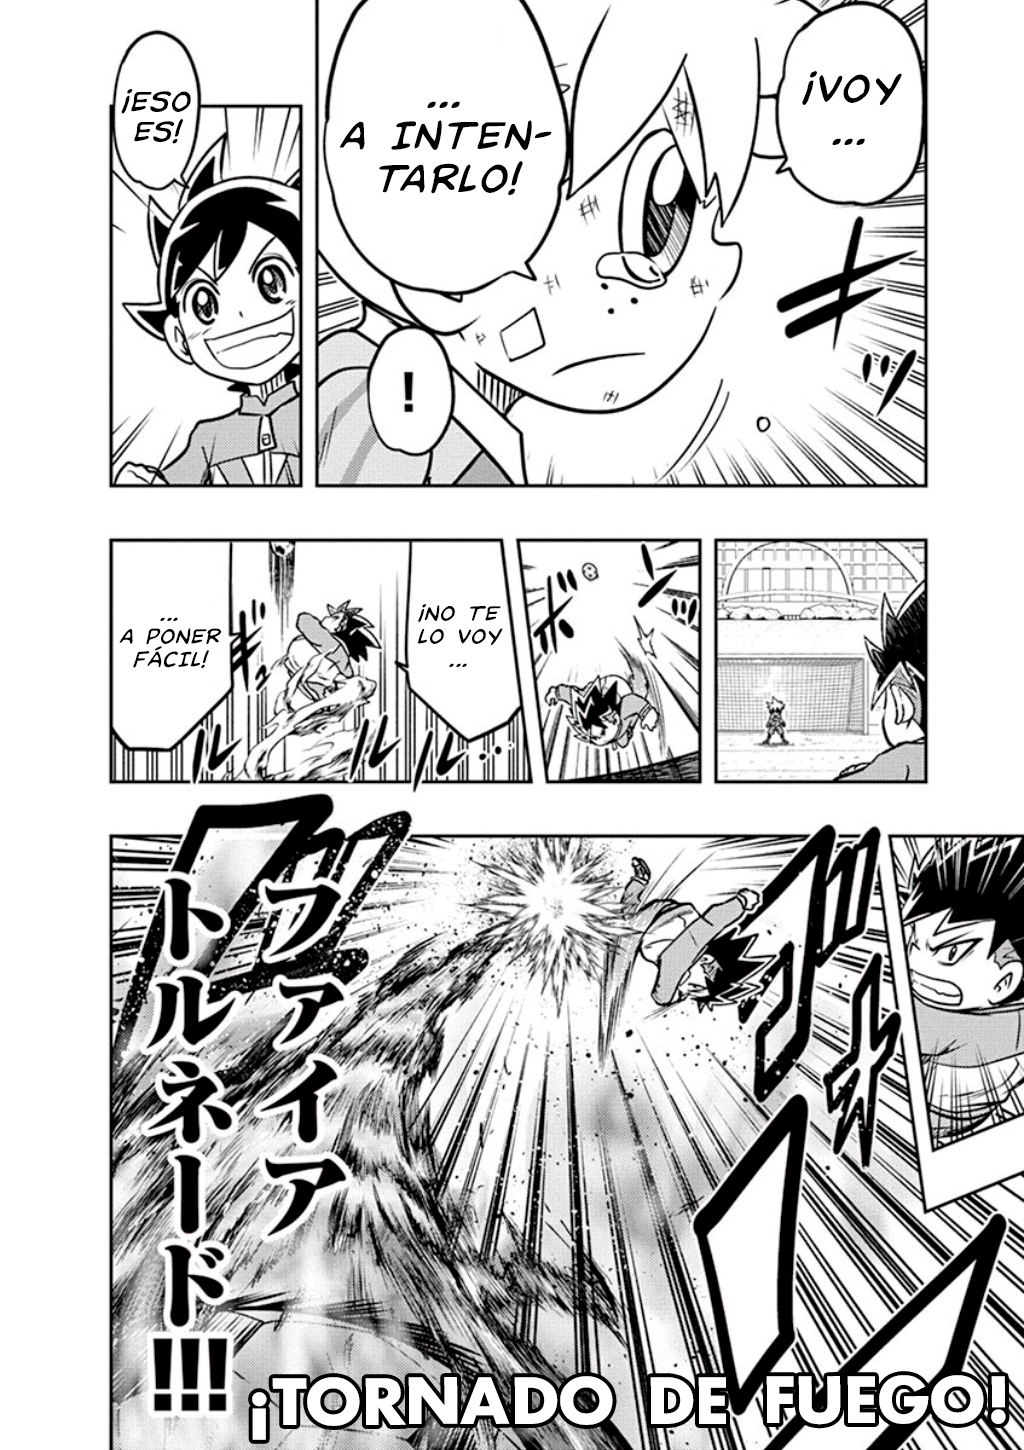 ¡VOY
...
...
A INTEN-
TARLO!
!
¡ESO
ES!
¡NO TE
LO VOY
...
...
A PONER
FÁCIL!
ファイア
トルネード!!!
¡TORNADO DE FUEGO!